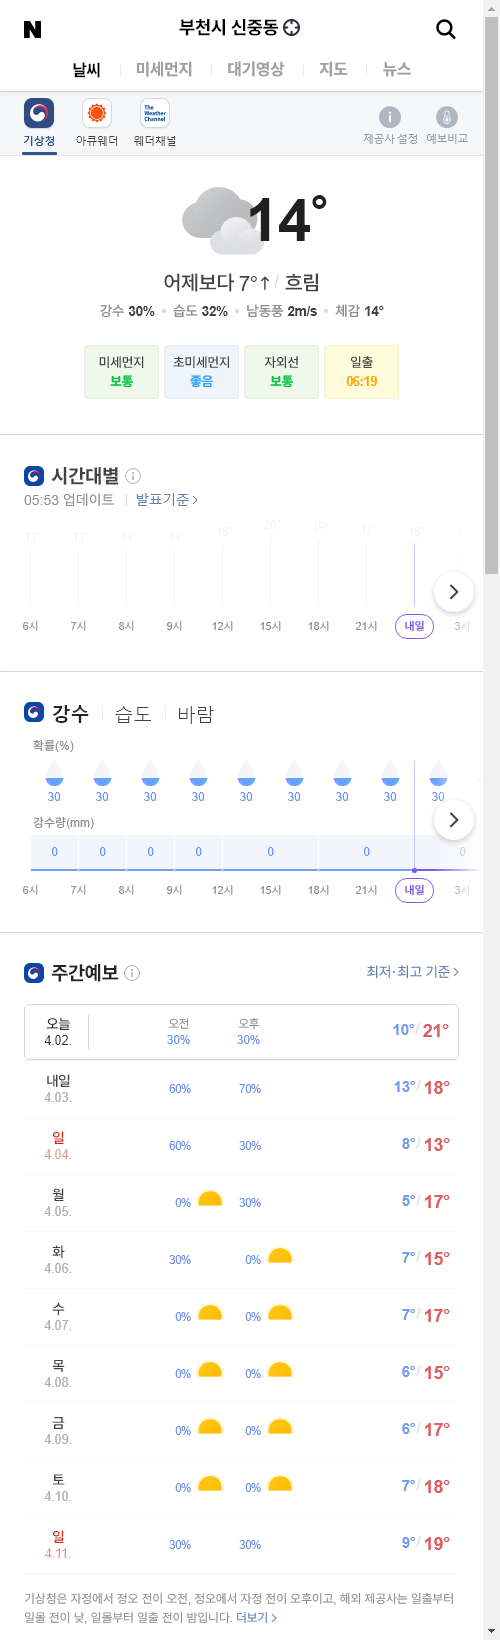 N
부천시 신중동
날씨 미세먼지 대기영상 지도 뉴스
The Weather Channel
기상청 아큐웨더 웨더채널 제공사 설정 예보비교
14°
어제보다 7°↑ / 흐림
강수 30% 습도 32% 남동풍 2m/s 체감 14°
미세먼지 초미세먼지 자외선 일출
보통 좋음 보통 06:19
시간대별
05:53 업데이트 발표기준 >
13° 13° 14° 14° 16° 20° 19° 17° 16°
6시 7시 8시 9시 12시 15시 18시 21시 내일 3시
강수 습도 바람
확률(%)
30 30 30 30 30 30 30 30 30
강수량(mm)
0 0 0 0 0 0 0
6시 7시 8시 9시 12시 15시 18시 21시 내일 3시
주간예보 최저·최고 기준 >
오늘 오전 오후
4.02. 30% 30% 10° / 21°
내일
4.03. 60% 70% 13° / 18°
일
4.04. 60% 30% 8° / 13°
월
4.05. 0% 30% 5° / 17°
화
4.06. 30% 0% 7° / 15°
수
4.07. 0% 0% 7° / 17°
목
4.08. 0% 0% 6° / 15°
금
4.09. 0% 0% 6° / 17°
토
4.10. 0% 0% 7° / 18°
일
4.11. 30% 30% 9° / 19°
기상청은 자정에서 정오 전이 오전, 정오에서 자정 전이 오후이고, 해외 제공사는 일출부터
일몰 전이 낮, 일몰부터 일출 전이 밤입니다. 더보기 >